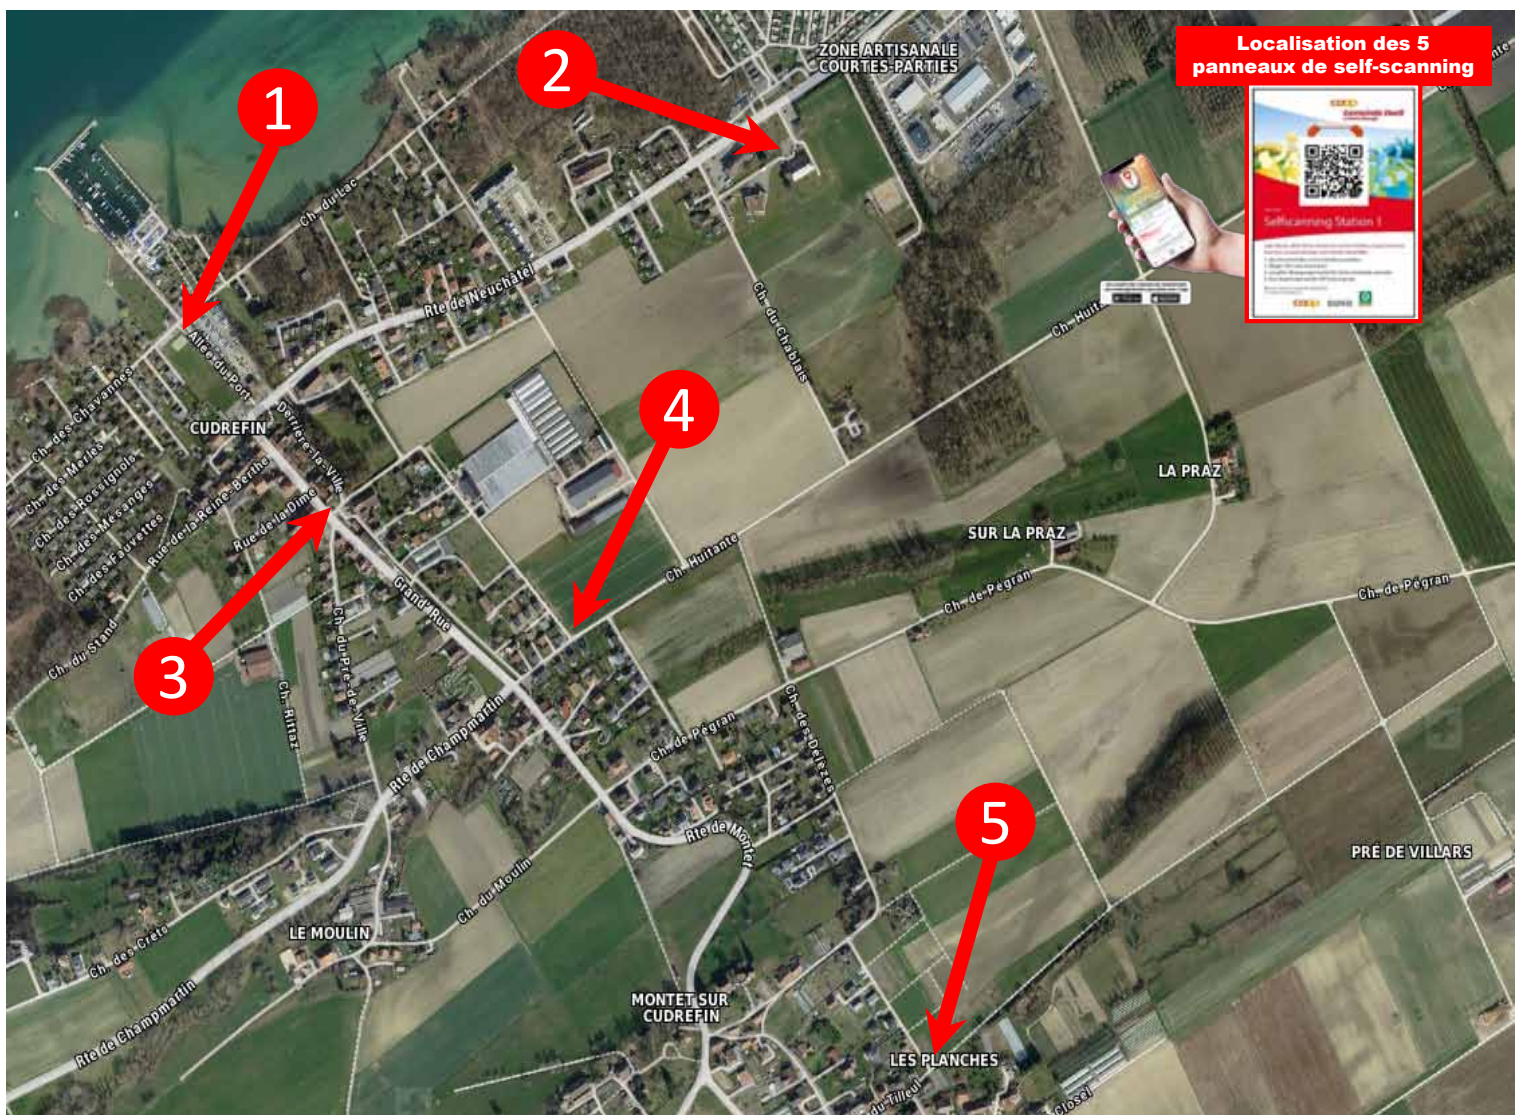 Localisation des 5
panneaux de self-scanning
Selfscanning Station 1
1
2
3
4
5
ZONE ARTISANALE
COURTES-PARTIES
Ch. du Lac
Rte de Neuchâtel
Allée du Port
Ch. du Chablais
Ch. Huit
Ch. des Chavannes
Ch. des Merles
Ch. des Rossignols
Ch. des Mésanges
Ch. des Fauvettes
CUDREFIN
Derrière-la-Ville
Rue de la Reine-Berthe
Rue de la Dîme
LA PRAZ
SUR LA PRAZ
Ch. Huitante
Ch. de Pégran
Ch. de Pégran
Grand' Rue
Ch. du Stand
Ch. du Pré-de-Ville
Ch. Rittaz
Rte de Champmartin
Ch. de Pégran
Ch. des Delèzes
Rte de Montet
PRÉ DE VILLARS
Ch. du Moulin
LE MOULIN
Ch. des Crêts
Rte de Champmartin
MONTET SUR
CUDREFIN
LES PLANCHES
du Tilleul
Closel